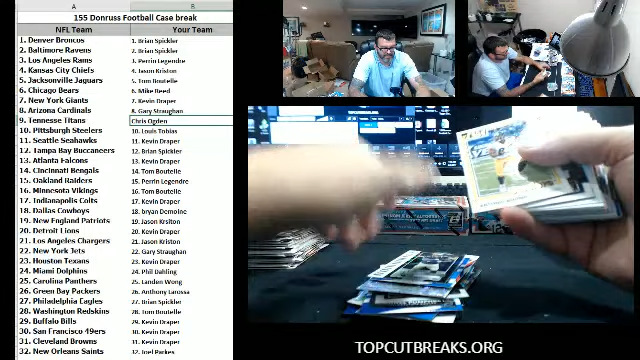 A B
155 Donruss Football Case break
NFL Team Your Team
1. Denver Broncos 1. Brian Spickler
2. Baltimore Ravens 2. Brian Spickler
3. Los Angeles Rams 3. Perrin Legendre
4. Kansas City Chiefs 4. Jason Kriston
5. Jacksonville Jaguars 5. Tom Boutelle
6. Chicago Bears 6. Mike Reed
7. New York Giants 7. Kevin Draper
8. Arizona Cardinals 8. Gary Straughan
9. Tennesse Titans Chris Ogden
10. Pittsburgh Steelers 10. Louis Tobias
11. Seattle Seahawks 11. Kevin Draper
12. Tampa Bay Buccaneers 12. Brian Spickler
13. Atlanta Falcons 13. Kevin Draper
14. Cincinnati Bengals 14. Tom Boutelle
15. Oakland Raiders 15. Perrin Legendre
16. Minnesota Vikings 16. Tom Boutelle
17. Indianapolis Colts 17. Kevin Draper
18. Dallas Cowboys 18. bryan Demoine
19. New England Patriots 19. Jason Kriston
20. Detroit Lions 20. Kevin Draper
21. Los Angeles Chargers 21. Jason Kriston
22. New York Jets 22. Gary Straughan
23. Houston Texans 23. Kevin Draper
24. Miami Dolphins 24. Phil Dahling
25. Carolina Panthers 25. Landen Wong
26. Green Bay Packers 26. Anthony Larossa
27. Philadelphia Eagles 27. Brian Spickler
28. Washington Redskins 28. Tom Boutelle
29. Buffalo Bills 29. Kevin Draper
30. San Francisco 49ers 30. Kevin Draper
31. Cleveland Browns 31. Kevin Draper
32. New Orleans Saints 32. Joel Parkes
TOPCUTBREAKS.ORG